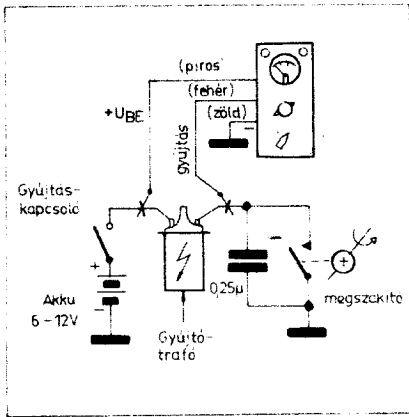 (piros)
(fehér)
+UBE
(zöld)
−
gyújtás
Gyújtás-
kapcsoló
+
−
Akku
6-12V
0,25µ
−
+
megszakító
Gyújtó-
trafó